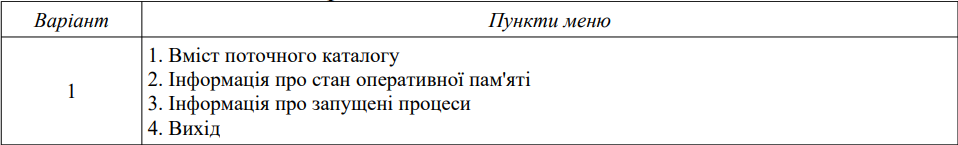 Варіант Пункти меню
1. Вміст поточного каталогу
2. Інформація про стан оперативної пам'яті
1
3. Інформація про запущені процеси
4. Вихід